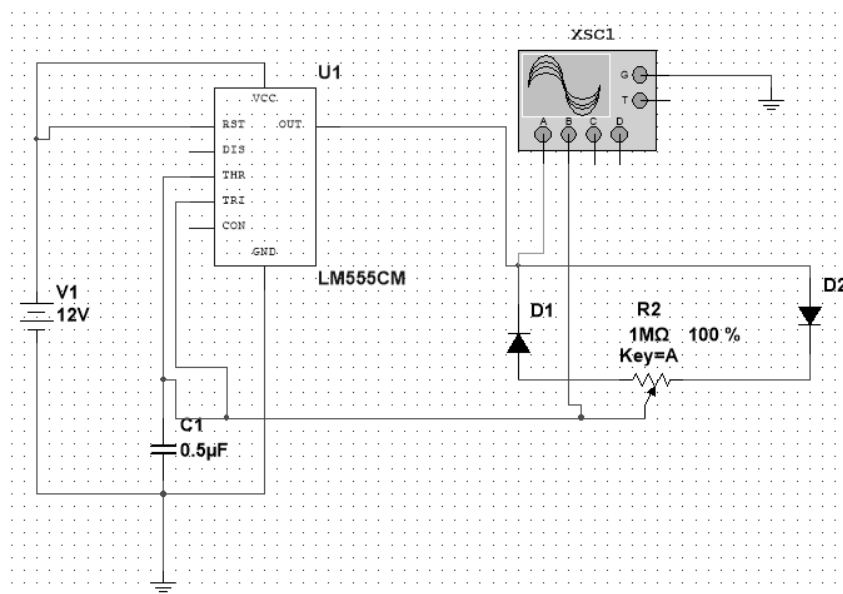 XSC1
G
T
A B C D
U1
VCC
RST OUT
DIS
THR
TRI
CON
GND
LM555CM
V1
12V
D1
R2
1MΩ 100 %
Key=A
D2
C1
0.5µF